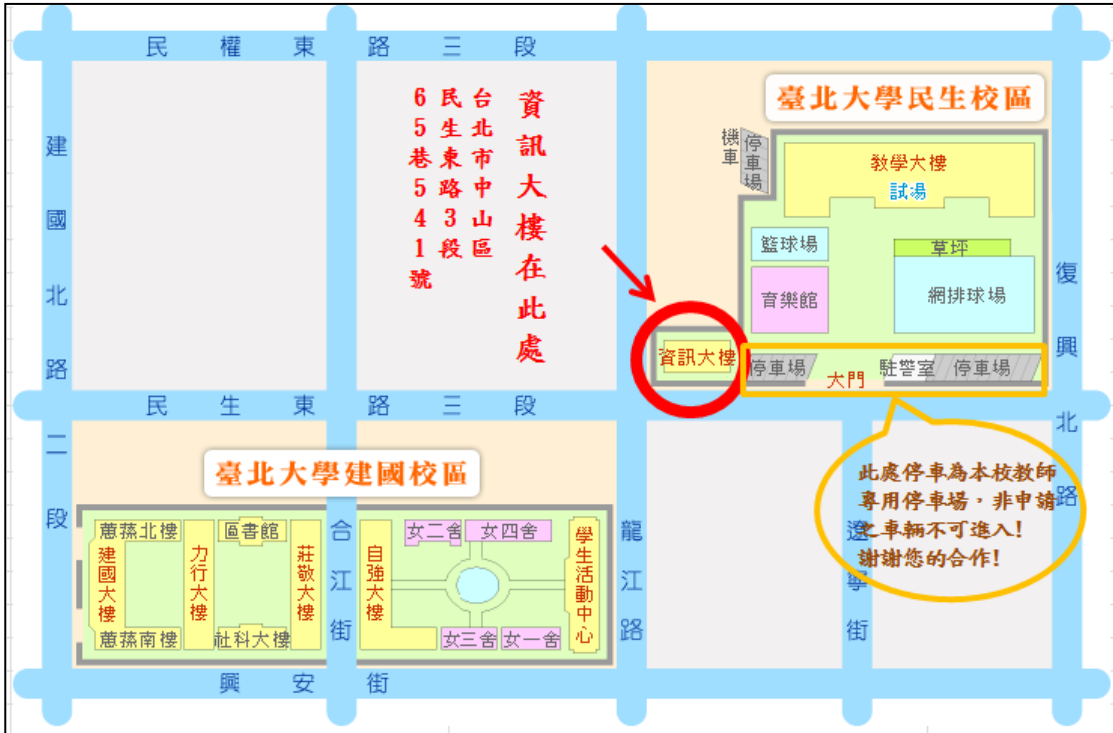 民權東路三段
建國北路二段
資訊大樓在此處
台北市中山區
民生東路3段
65巷541號
臺北大學民生校區
機車
停車場
教學大樓
試場
籃球場
草坪
育樂館
網排球場
復興北路
資訊大樓
停車場
大門
駐警室
停車場
民生東路三段
此處停車為本校教師
專用停車場，非申請
之車輛不可進入！
謝謝您的合作！
臺北大學建國校區
蕙蓀北樓
圖書館
建國大樓
力行大樓
莊敬大樓
蕙蓀南樓
社科大樓
合江街
自強大樓
女二舍
女四舍
學生活動中心
女三舍
女一舍
龍江路
遼寧街
興安街